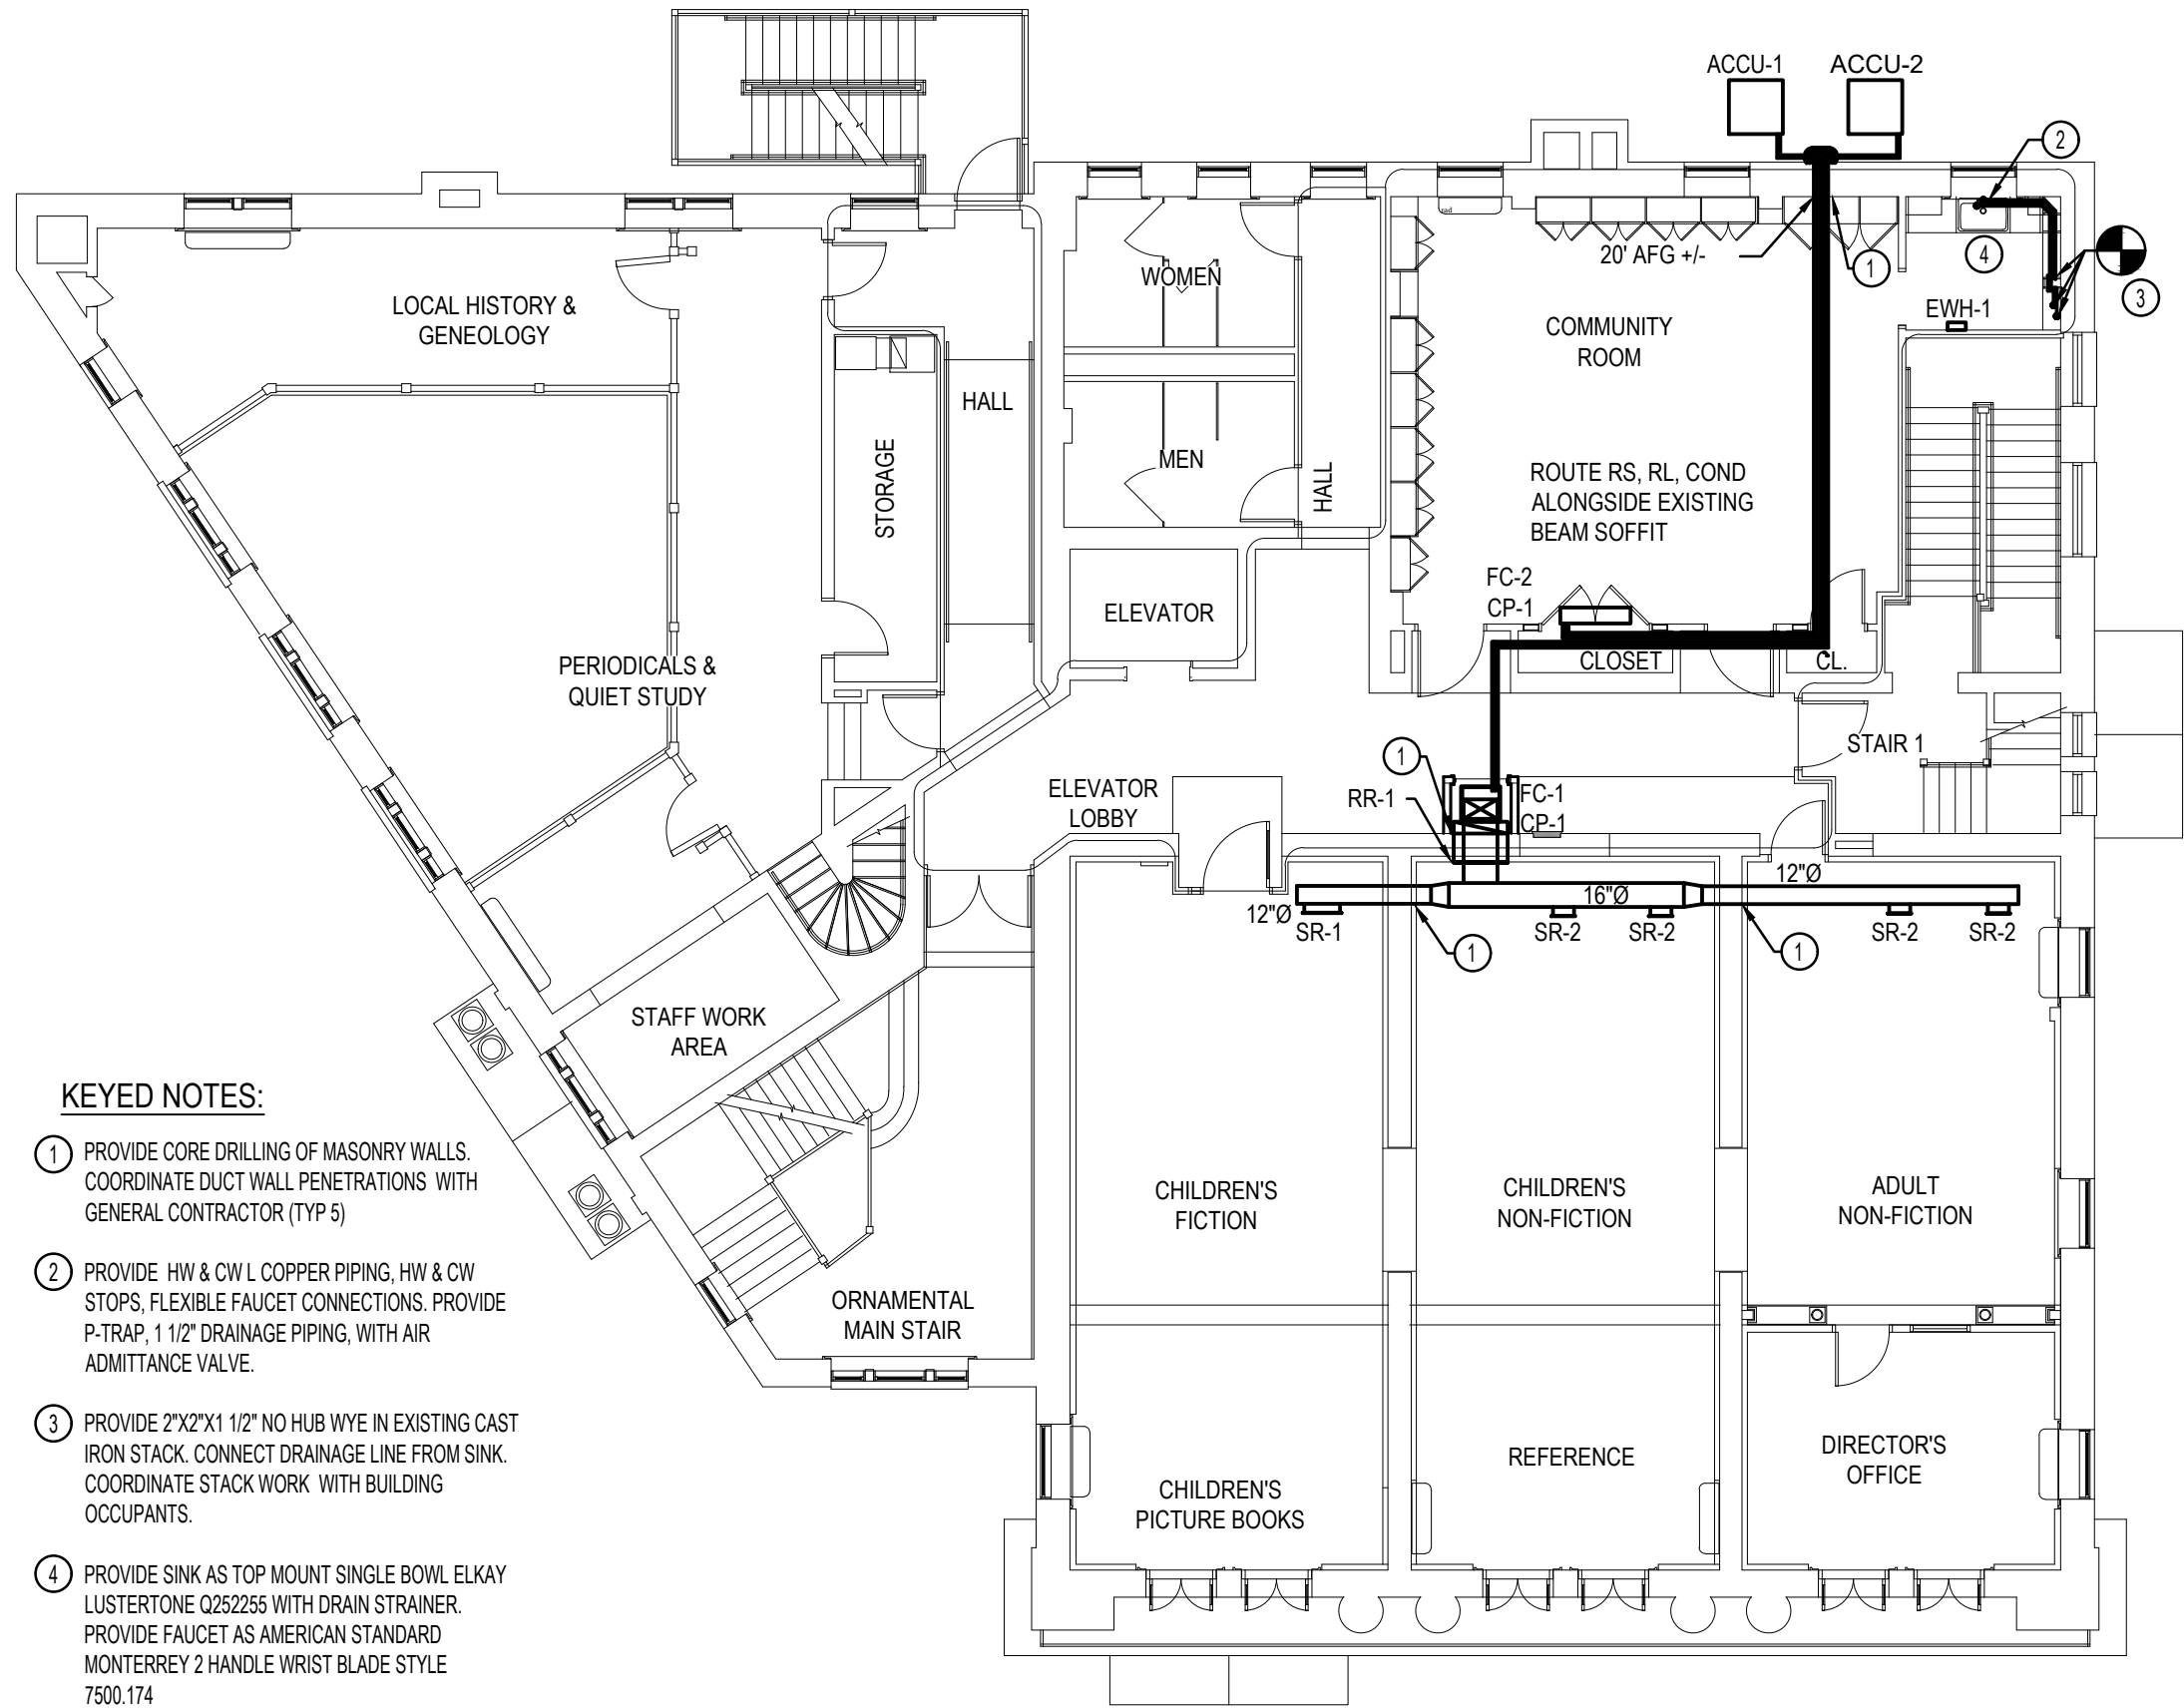 ACCU-1
ACCU-2
2
1
4
3
rad
20' AFG +/-
EWH-1
WOMEN
LOCAL HISTORY &
GENEOLOGY
COMMUNITY
ROOM
HALL
STORAGE
MEN
HALL
ROUTE RS, RL, COND
ALONGSIDE EXISTING
BEAM SOFFIT
FC-2
CP-1
ELEVATOR
PERIODICALS &
QUIET STUDY
CLOSET
CL.
STAIR 1
1
ELEVATOR
LOBBY
RR-1
FC-1
CP-1
12"Ø
16"Ø
12"Ø
SR-1
SR-2
SR-2
SR-2
SR-2
1
1
STAFF WORK
AREA
CHILDREN'S
FICTION
CHILDREN'S
NON-FICTION
ADULT
NON-FICTION
ORNAMENTAL
MAIN STAIR
CHILDREN'S
PICTURE BOOKS
REFERENCE
DIRECTOR'S
OFFICE
KEYED NOTES:
1 PROVIDE CORE DRILLING OF MASONRY WALLS.
COORDINATE DUCT WALL PENETRATIONS WITH
GENERAL CONTRACTOR (TYP 5)
2 PROVIDE HW & CW L COPPER PIPING, HW & CW
STOPS, FLEXIBLE FAUCET CONNECTIONS. PROVIDE
P-TRAP, 1 1/2" DRAINAGE PIPING, WITH AIR
ADMITTANCE VALVE.
3 PROVIDE 2"X2"X1 1/2" NO HUB WYE IN EXISTING CAST
IRON STACK. CONNECT DRAINAGE LINE FROM SINK.
COORDINATE STACK WORK WITH BUILDING
OCCUPANTS.
4 PROVIDE SINK AS TOP MOUNT SINGLE BOWL ELKAY
LUSTERTONE Q252255 WITH DRAIN STRAINER.
PROVIDE FAUCET AS AMERICAN STANDARD
MONTERREY 2 HANDLE WRIST BLADE STYLE
7500.174